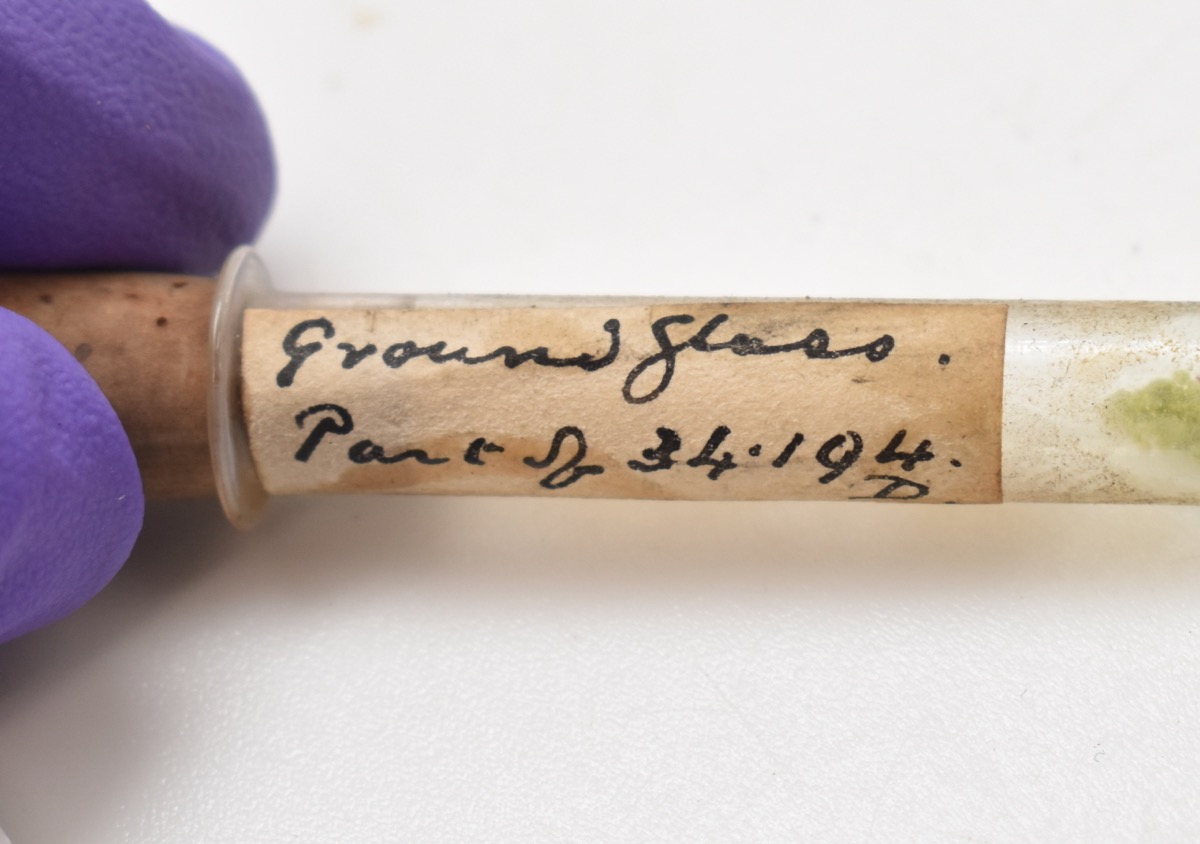 Ground glass.
Part of 34.194.
D